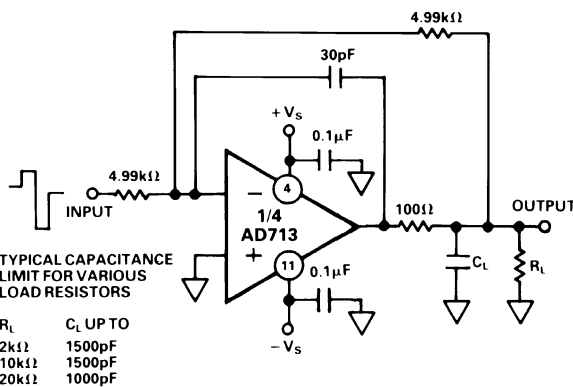 4.99kΩ
30pF
+VS
0.1µF
4.99kΩ
INPUT
4
1/4
AD713
11
−
+
100Ω
OUTPUT
CL
RL
0.1µF
−VS
TYPICAL CAPACITANCE
LIMIT FOR VARIOUS
LOAD RESISTORS
RL CL UP TO
2kΩ 1500pF
10kΩ 1500pF
20kΩ 1000pF